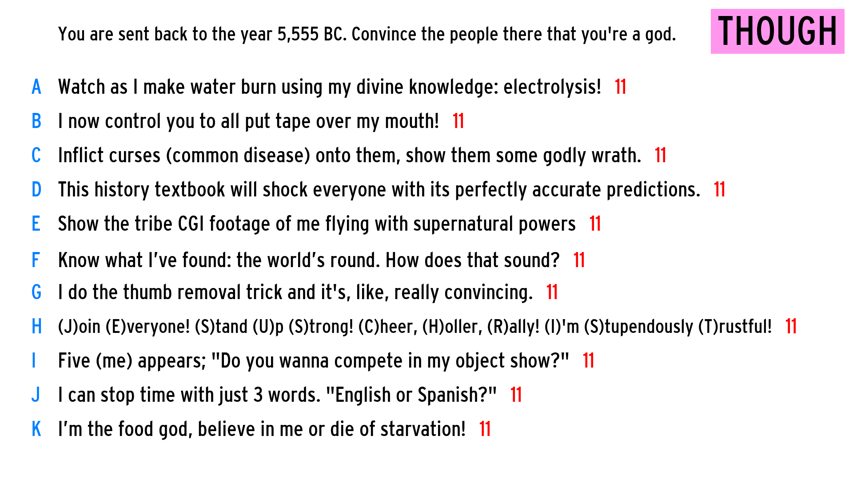 You are sent back to the year 5,555 BC. Convince the people there that you're a god.
THOUGH
A Watch as I make water burn using my divine knowledge: electrolysis! 11
B I now control you to all put tape over my mouth! 11
C Inflict curses (common disease) onto them, show them some godly wrath. 11
D This history textbook will shock everyone with its perfectly accurate predictions. 11
E Show the tribe CGI footage of me flying with supernatural powers 11
F Know what I’ve found: the world’s round. How does that sound? 11
G I do the thumb removal trick and it's, like, really convincing. 11
H (J)oin (E)veryone! (S)tand (U)p (S)trong! (C)heer, (H)oller, (R)ally! (I)'m (S)tupendously (T)rustful! 11
I Five (me) appears; "Do you wanna compete in my object show?" 11
J I can stop time with just 3 words. "English or Spanish?" 11
K I’m the food god, believe in me or die of starvation! 11